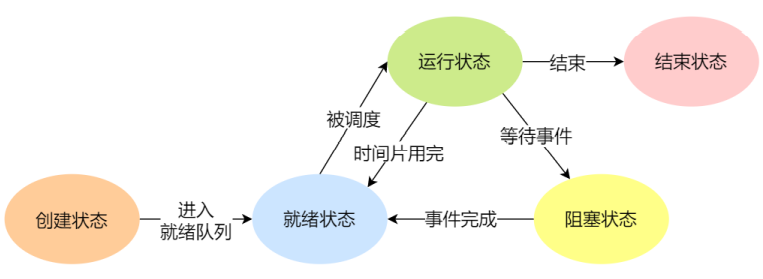 运行状态
结束
结束状态
被调度
时间片用完
等待事件
创建状态
进入
就绪队列
就绪状态
事件完成
阻塞状态